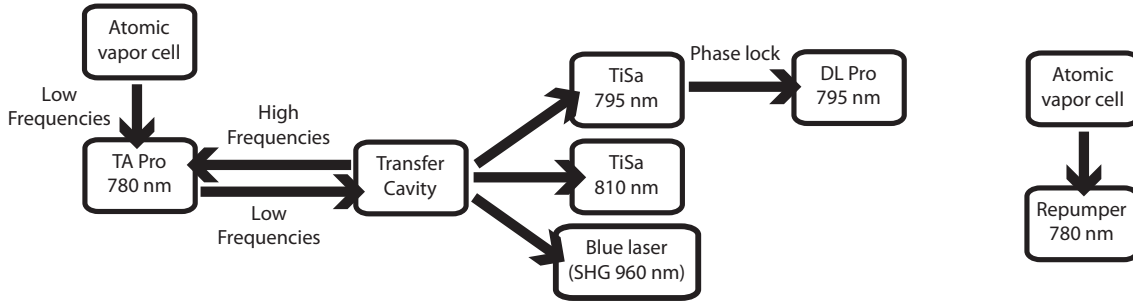 Atomic
vapor cell
Low
Frequencies
TA Pro
780 nm
High
Frequencies
Low
Frequencies
Transfer
Cavity
TiSa
795 nm
Phase lock
DL Pro
795 nm
TiSa
810 nm
Blue laser
(SHG 960 nm)
Atomic
vapor cell
Repumper
780 nm